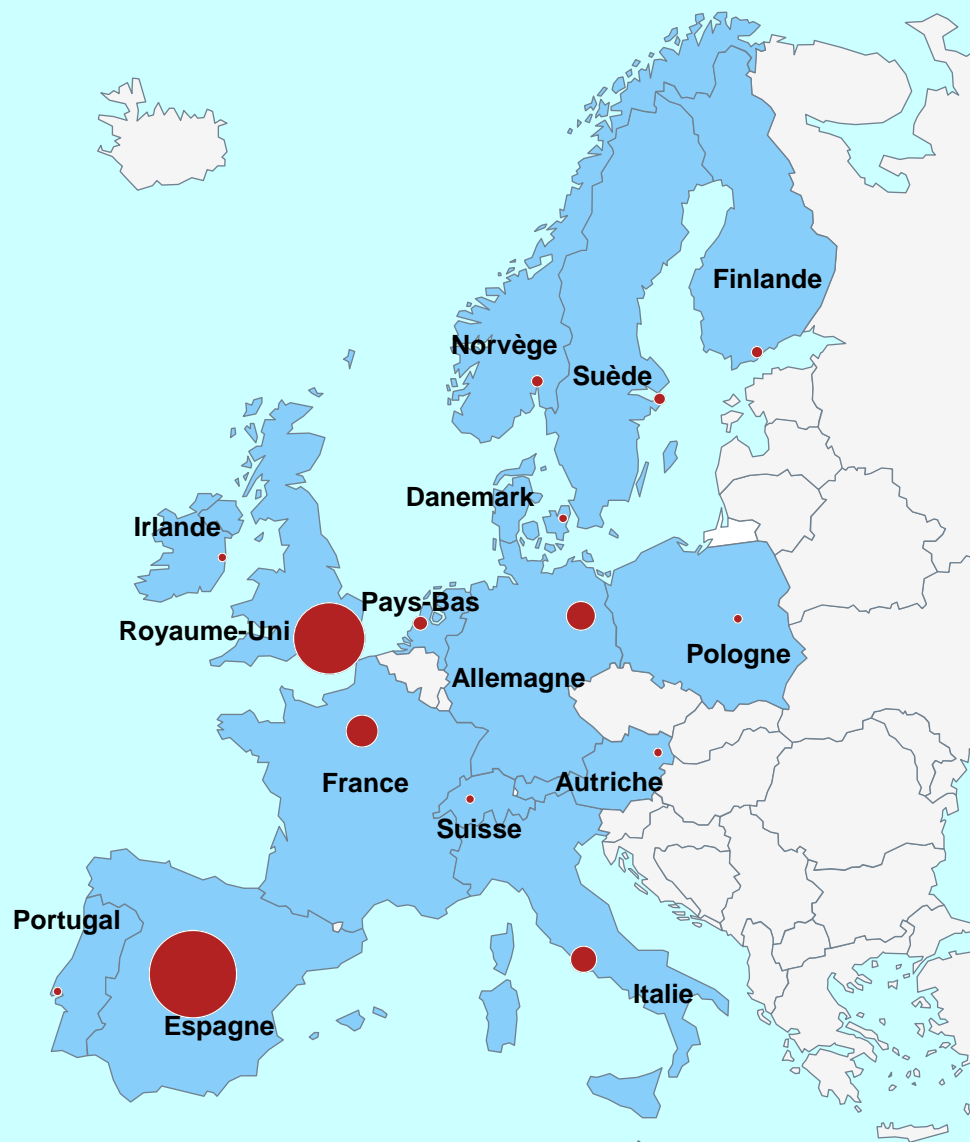 Finlande
Norvège
Suède
Danemark
Irlande
Pays-Bas
Royaume-Uni
Pologne
Allemagne
France
Autriche
Suisse
Portugal
Italie
Espagne